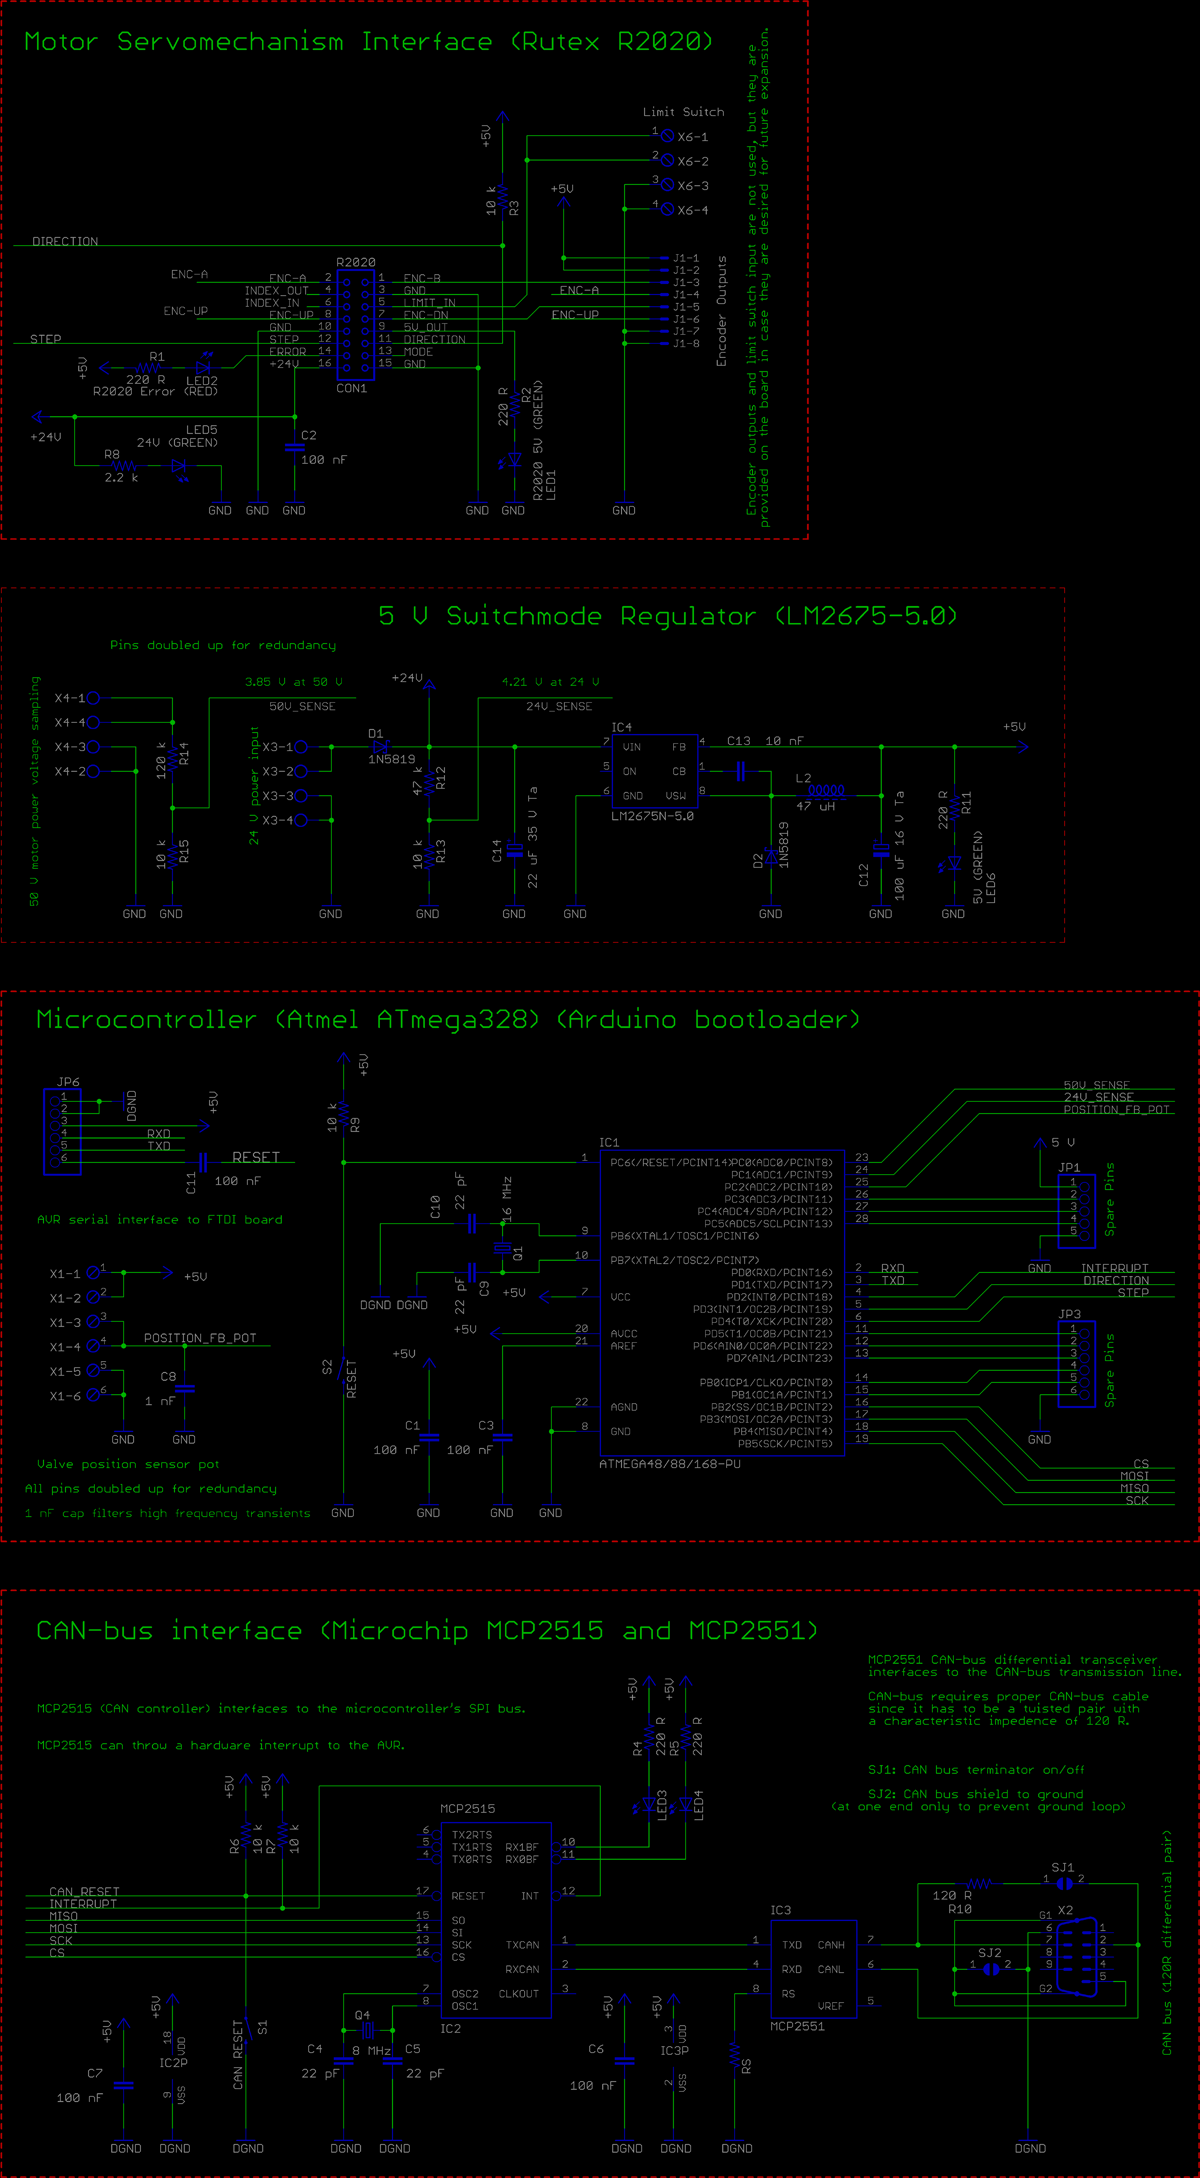 Motor Servomechanism Interface (Rutex R2020)
Encoder outputs and limit switch input are not used, but they are
provided on the board in case they are desired for future expansion.
Limit Switch
+5V
1 X6-1
2 X6-2
3 X6-3
4 X6-4
10 k
R3
+5V
DIRECTION
R2020
ENC-A
ENC-A 2 1 ENC-B
INDEX_OUT 4 3 GND
INDEX_IN 6 5 LIMIT_IN
ENC-UP
ENC-UP 8 7 ENC-DN
GND 10 9 5V_OUT
STEP
STEP 12 11 DIRECTION
ERROR 14 13 MODE
+24V 16 15 GND
CON1
ENC-A
ENC-UP
J1-1
J1-2
J1-3
J1-4
J1-5
J1-6
J1-7
J1-8
Encoder Outputs
+5V
R1
220 R
LED2
R2020 Error (RED)
+24V
LED5
24V (GREEN)
R8
2.2 k
C2
100 nF
220 R
R2
R2020 5V (GREEN)
LED1
GND
GND
GND
GND
GND
GND
5 V Switchmode Regulator (LM2675-5.0)
Pins doubled up for redundancy
50 V motor power voltage sampling
X4-1
X4-4
X4-3
X4-2
120 k
R14
10 k
R15
3.85 V at 50 V
50V_SENSE
24 V power input
X3-1
X3-2
X3-3
X3-4
D1
1N5819
+24V
47 k
R12
10 k
R13
4.21 V at 24 V
24V_SENSE
C14
22 uF 35 V Ta
IC4
7 VIN FB 4
5 ON CB 1
6 GND VSW 8
LM2675N-5.0
C13 10 nF
L2
47 uH
D2
1N5819
C12
100 uF 16 V Ta
220 R
R11
5V (GREEN)
LED6
+5V
GND
GND
GND
GND
GND
GND
GND
GND
GND
Microcontroller (Atmel ATmega328) (Arduino bootloader)
JP6
1
2
3
4
5
6
DGND
+5V
RXD
TXD
RESET
C11
100 nF
AVR serial interface to FTDI board
X1-1 1
X1-2 2
X1-3 3
X1-4 4
X1-5 5
X1-6 6
+5V
POSITION_FB_POT
C8
1 nF
GND
GND
Valve position sensor pot
All pins doubled up for redundancy
1 nF cap filters high frequency transients
+5V
10 k
R9
S2
RESET
GND
C10
22 pF
16 MHz
Q1
22 pF
C9
DGND
DGND
+5V
+5V
+5V
C1
100 nF
C3
100 nF
GND
GND
GND
IC1
1 PC6(/RESET/PCINT14)
9 PB6(XTAL1/TOSC1/PCINT6)
10 PB7(XTAL2/TOSC2/PCINT7)
7 VCC
20 AVCC
21 AREF
22 AGND
8 GND
PC0(ADC0/PCINT8) 23
PC1(ADC1/PCINT9) 24
PC2(ADC2/PCINT10) 25
PC3(ADC3/PCINT11) 26
PC4(ADC4/SDA/PCINT12) 27
PC5(ADC5/SCLPCINT13) 28
PD0(RXD/PCINT16) 2 RXD
PD1(TXD/PCINT17) 3 TXD
PD2(INT0/PCINT18) 4
PD3(INT1/OC2B/PCINT19) 5
PD4(T0/XCK/PCINT20) 6
PD5(T1/OC0B/PCINT21) 11
PD6(AIN0/OC0A/PCINT22) 12
PD7(AIN1/PCINT23) 13
PB0(ICP1/CLKO/PCINT0) 14
PB1(OC1A/PCINT1) 15
PB2(SS/OC1B/PCINT2) 16
PB3(MOSI/OC2A/PCINT3) 17
PB4(MISO/PCINT4) 18
PB5(SCK/PCINT5) 19
ATMEGA48/88/168-PU
50V_SENSE
24V_SENSE
POSITION_FB_POT
5 V
JP1
1
2
3
4
5
Spare Pins
GND
INTERRUPT
DIRECTION
STEP
JP3
1
2
3
4
5
6
Spare Pins
GND
CS
MOSI
MISO
SCK
CAN-bus interface (Microchip MCP2515 and MCP2551)
MCP2515 (CAN controller) interfaces to the microcontroller's SPI bus.
MCP2515 can throw a hardware interrupt to the AVR.
MCP2551 CAN-bus differential transceiver
interfaces to the CAN-bus transmission line.
CAN-bus requires proper CAN-bus cable
since it has to be a twisted pair with
a characteristic impedence of 120 R.
SJ1: CAN bus terminator on/off
SJ2: CAN bus shield to ground
(at one end only to prevent ground loop)
+5V
+5V
R4
220 R
R5
220 R
LED3
LED4
+5V
+5V
R6
10 k
R7
10 k
MCP2515
6 TX2RTS
5 TX1RTS RX1BF 10
4 TX0RTS RX0BF 11
17 RESET INT 12
15 SO
14 SI
13 SCK TXCAN 1
16 CS
RXCAN 2
7 OSC2 CLKOUT 3
8 OSC1
IC2
CAN_RESET
INTERRUPT
MISO
MOSI
SCK
CS
IC3
1 TXD CANH 7
4 RXD CANL 6
8 RS
VREF 5
MCP2551
120 R
R10
SJ1
1 2
X2
G1
6
7
8
9
G2
1
2
3
4
5
SJ2
1 2
CAN bus (120R differential pair)
+5V
C7
100 nF
+5V
18 VDD
IC2P
9 VSS
CAN RESET
S1
Q4
8 MHz
C4
22 pF
C5
22 pF
+5V
C6
100 nF
+5V
3 VDD
IC3P
2 VSS
RS
DGND
DGND
DGND
DGND
DGND
DGND
DGND
DGND
DGND